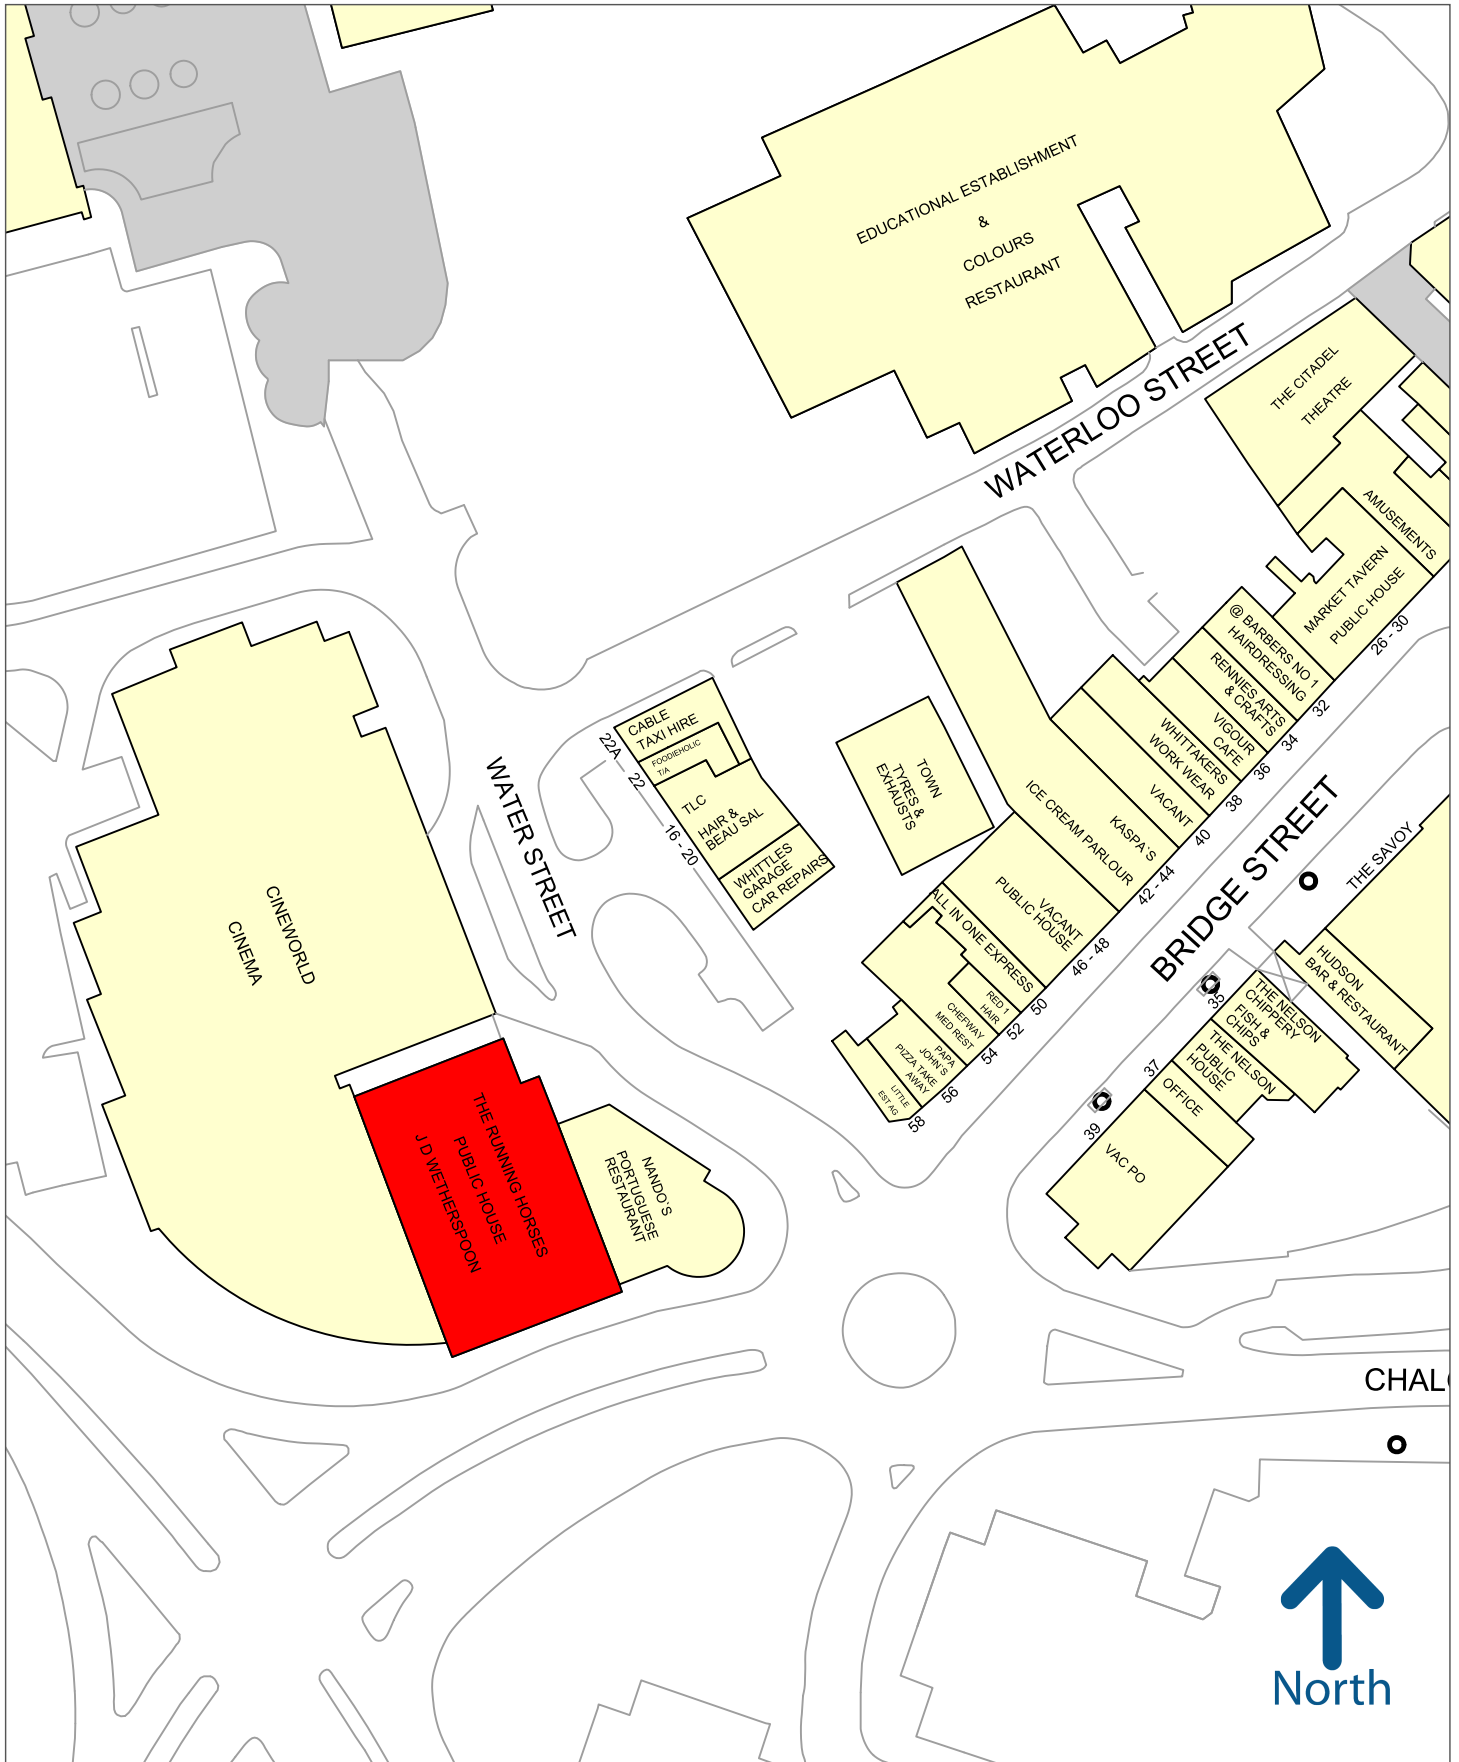 EDUCATIONAL ESTABLISHMENT
&
COLOURS
RESTAURANT
WATERLOO STREET
THE CITADEL
THEATRE
AMUSEMENTS
MARKET TAVERN
PUBLIC HOUSE
26 - 30
@ BARBERS NO 1
HAIRDRESSING
32
RENNIES ARTS
& CRAFTS
34
VIGOUR
CAFE
36
WHITTAKERS
WORK WEAR
38
VACANT
40
KASPA`S
ICE CREAM PARLOUR
42 - 44
VACANT
PUBLIC HOUSE
46 - 48
ALL IN ONE EXPRESS
50
RED 1
HAIR
52
CHEFWAY
MED REST
54
PAPA
JOHN'S
PIZZA TAKE
AWAY
56
LITTLE
EST AG
58
CABLE
TAXI HIRE
22A
FOODIEHOLIC
T/A
22
TLC
HAIR &
BEAU SAL
16 - 20
WHITTLES
GARAGE
CAR REPAIRS
TOWN
TYRES &
EXHAUSTS
WATER STREET
BRIDGE STREET
THE SAVOY
HUDSON
BAR & RESTAURANT
35
THE NELSON
CHIPPERY
FISH &
CHIPS
THE NELSON
PUBLIC
HOUSE
37
OFFICE
39
VAC PO
CINEWORLD
CINEMA
THE RUNNING HORSES
PUBLIC HOUSE
J D WETHERSPOON
NANDO`S
PORTUGUESE
RESTAURANT
CHAL
North